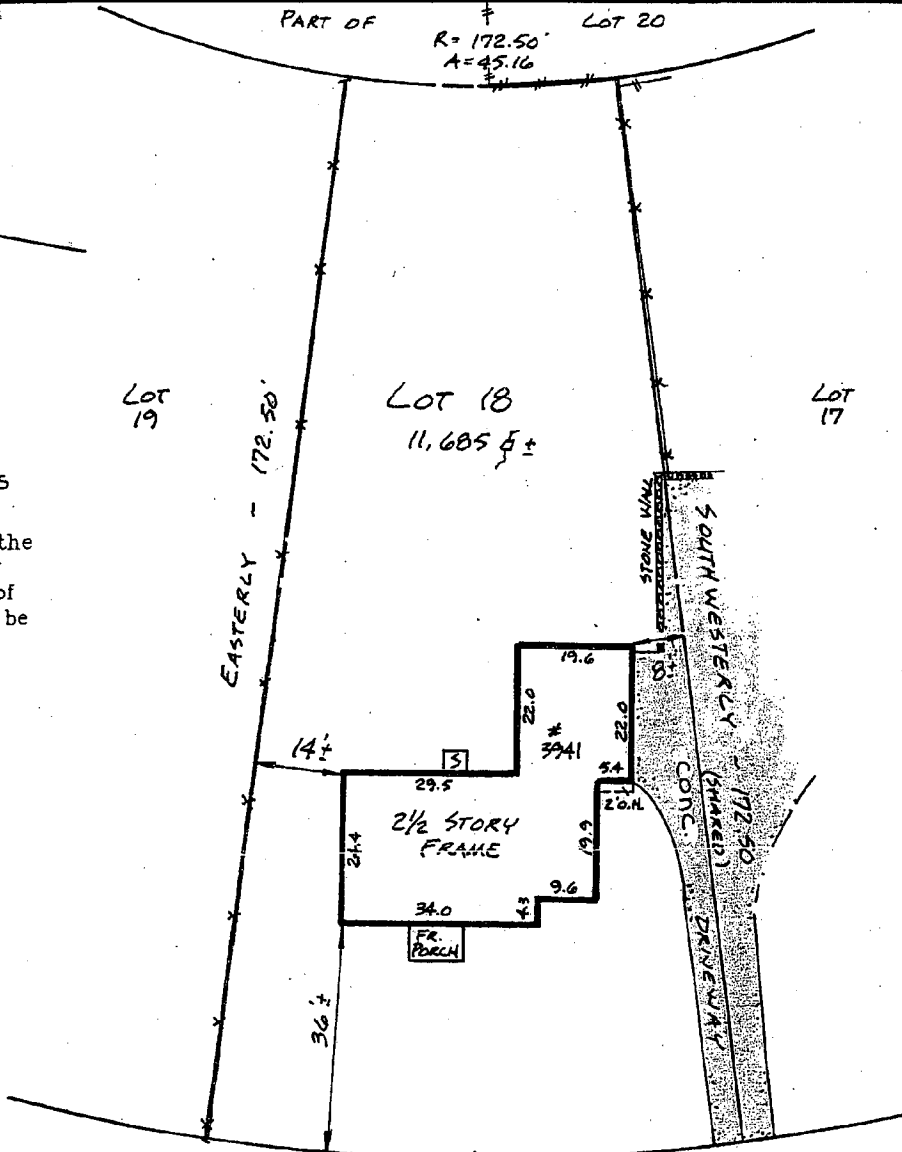 PART OF
LOT 20
R= 172.50'
A=45.16
LOT
19
EASTERLY - 172.50'
LOT 18
11,685 ±
LOT
17
s
the
of
be
STONE WALL
SOUTHWESTERLY - 172.50
19.6
8'±
22.0
#
3941
22.0
14'±
S
29.5
5.4
2'O.H.
CONC. (SHARED) DRIVEWAY
2½ STORY
FRAME
19.9
9.6
34.0
4.3
FR.
PORCH
36'±